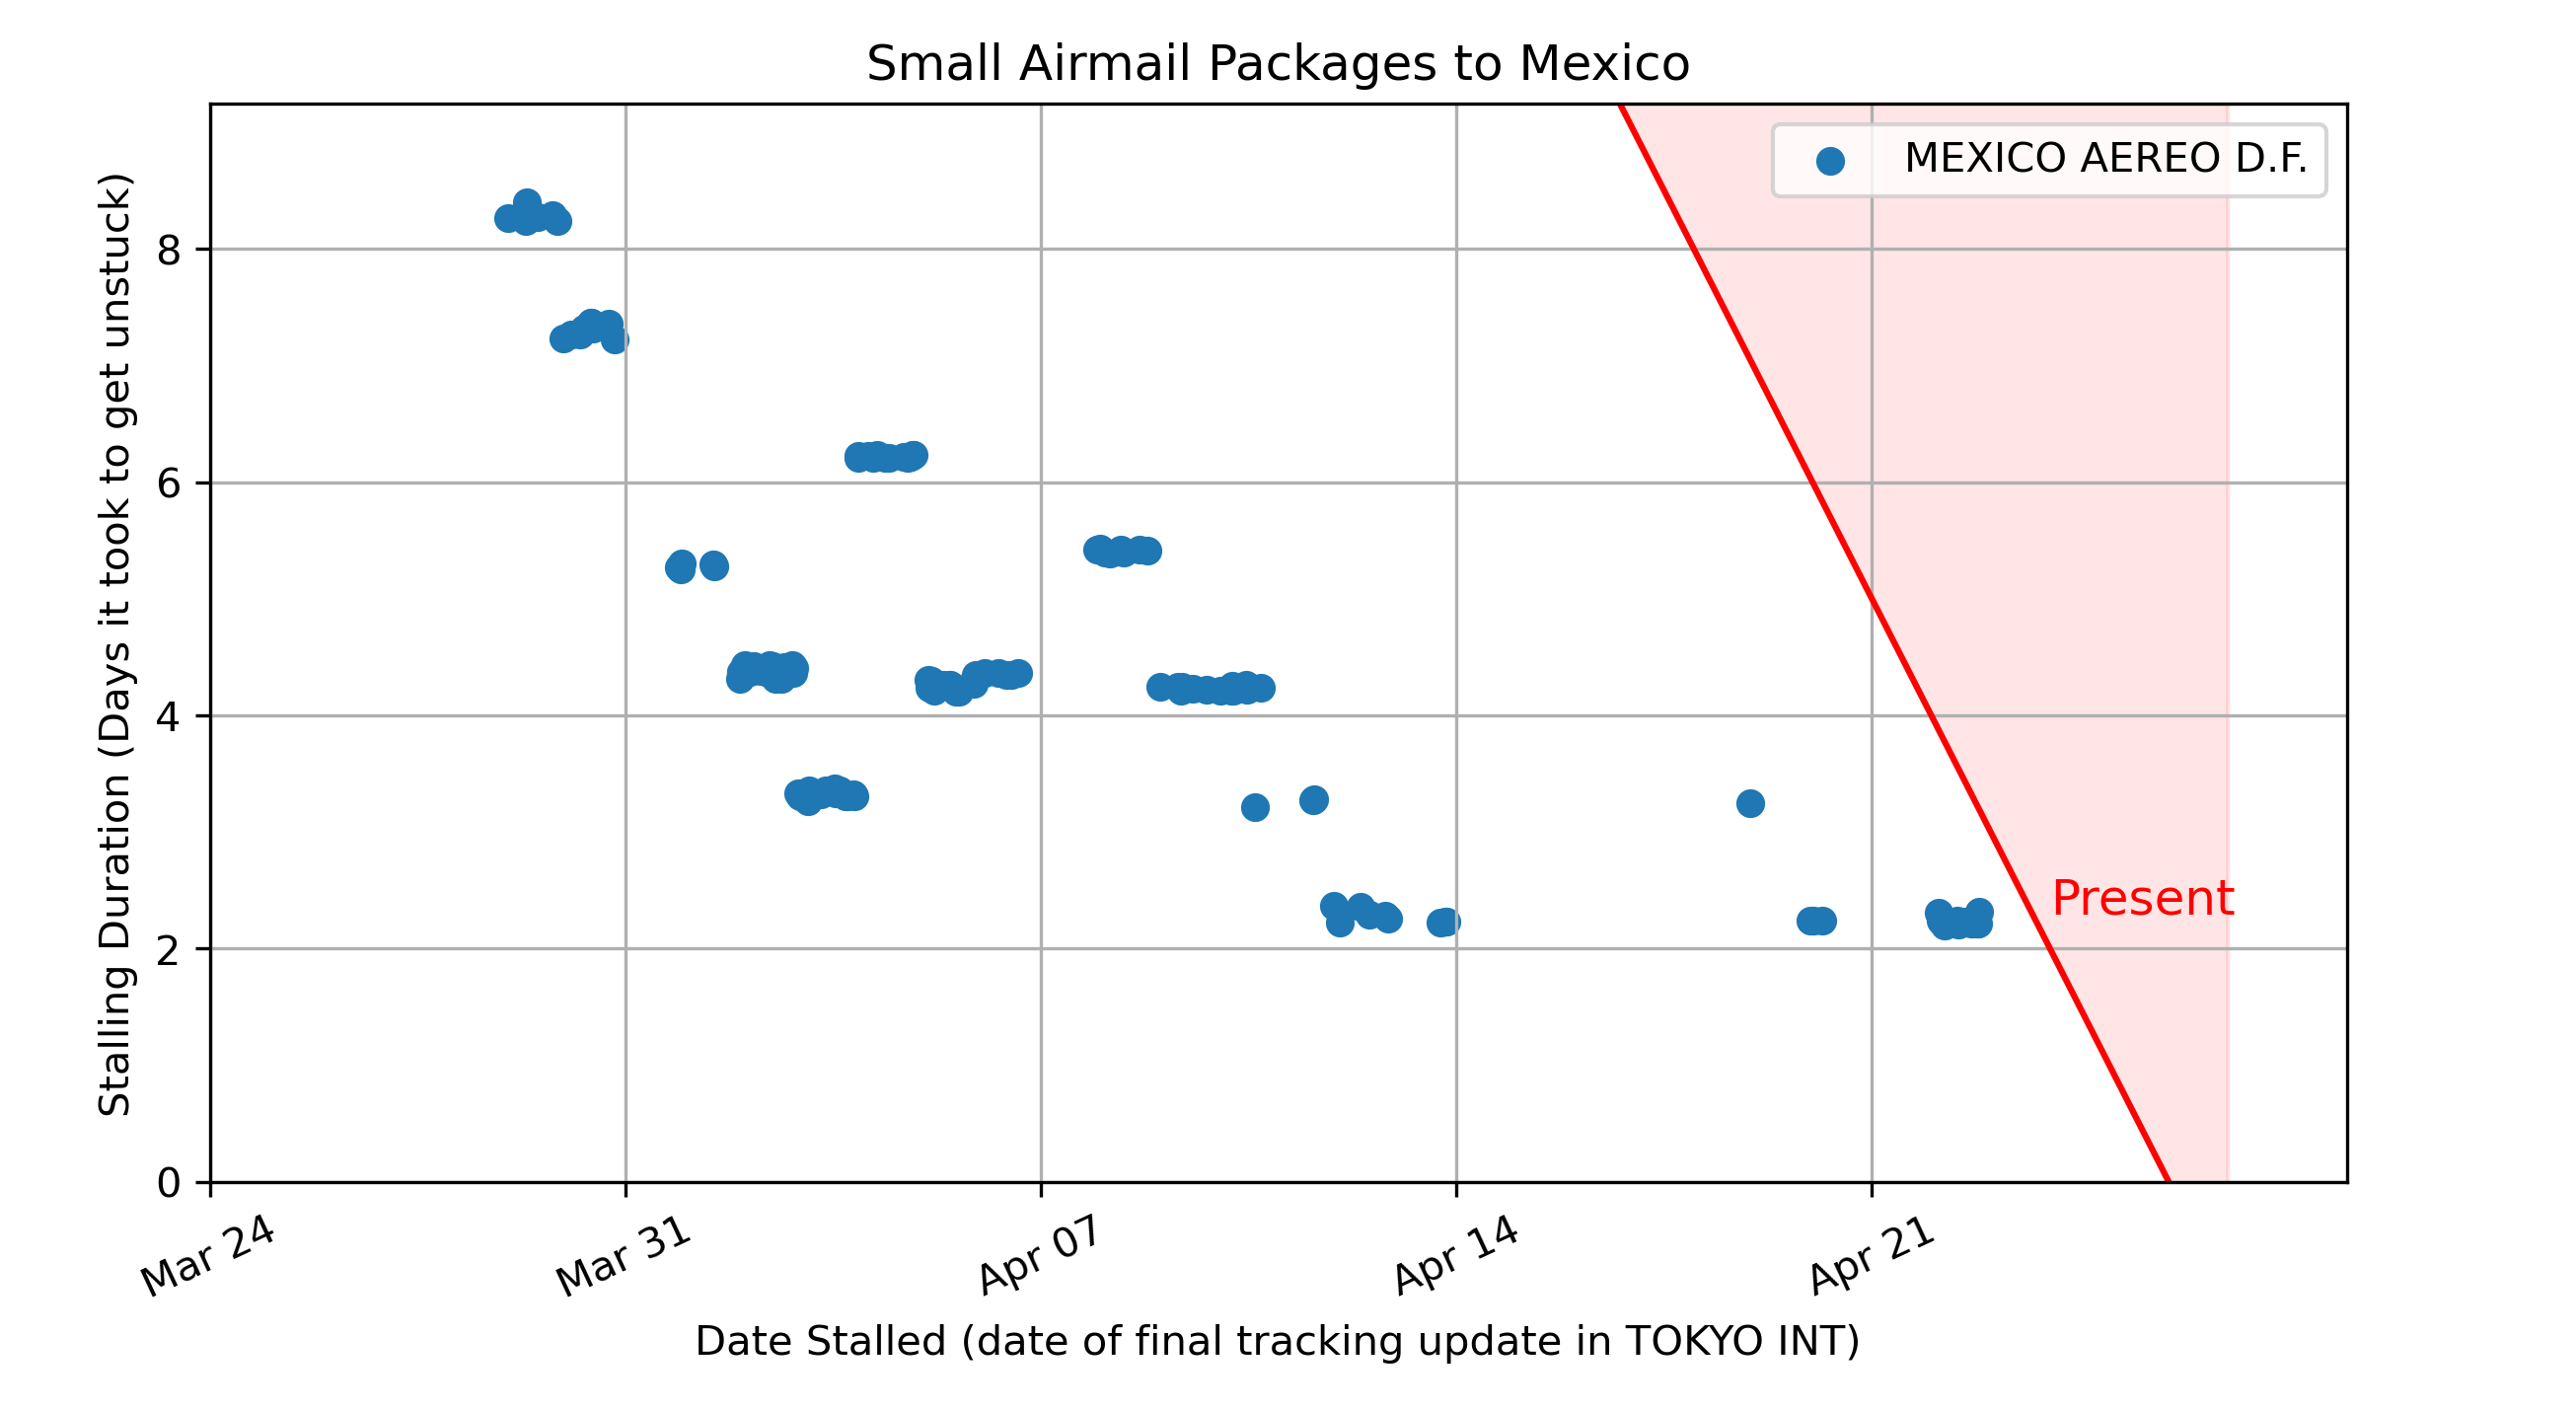 Small Airmail Packages to Mexico
MEXICO AEREO D.F.
Stalling Duration (Days it took to get unstuck)
8
6
4
2
0
Present
Mar 24
Mar 31
Apr 07
Apr 14
Apr 21
Date Stalled (date of final tracking update in TOKYO INT)